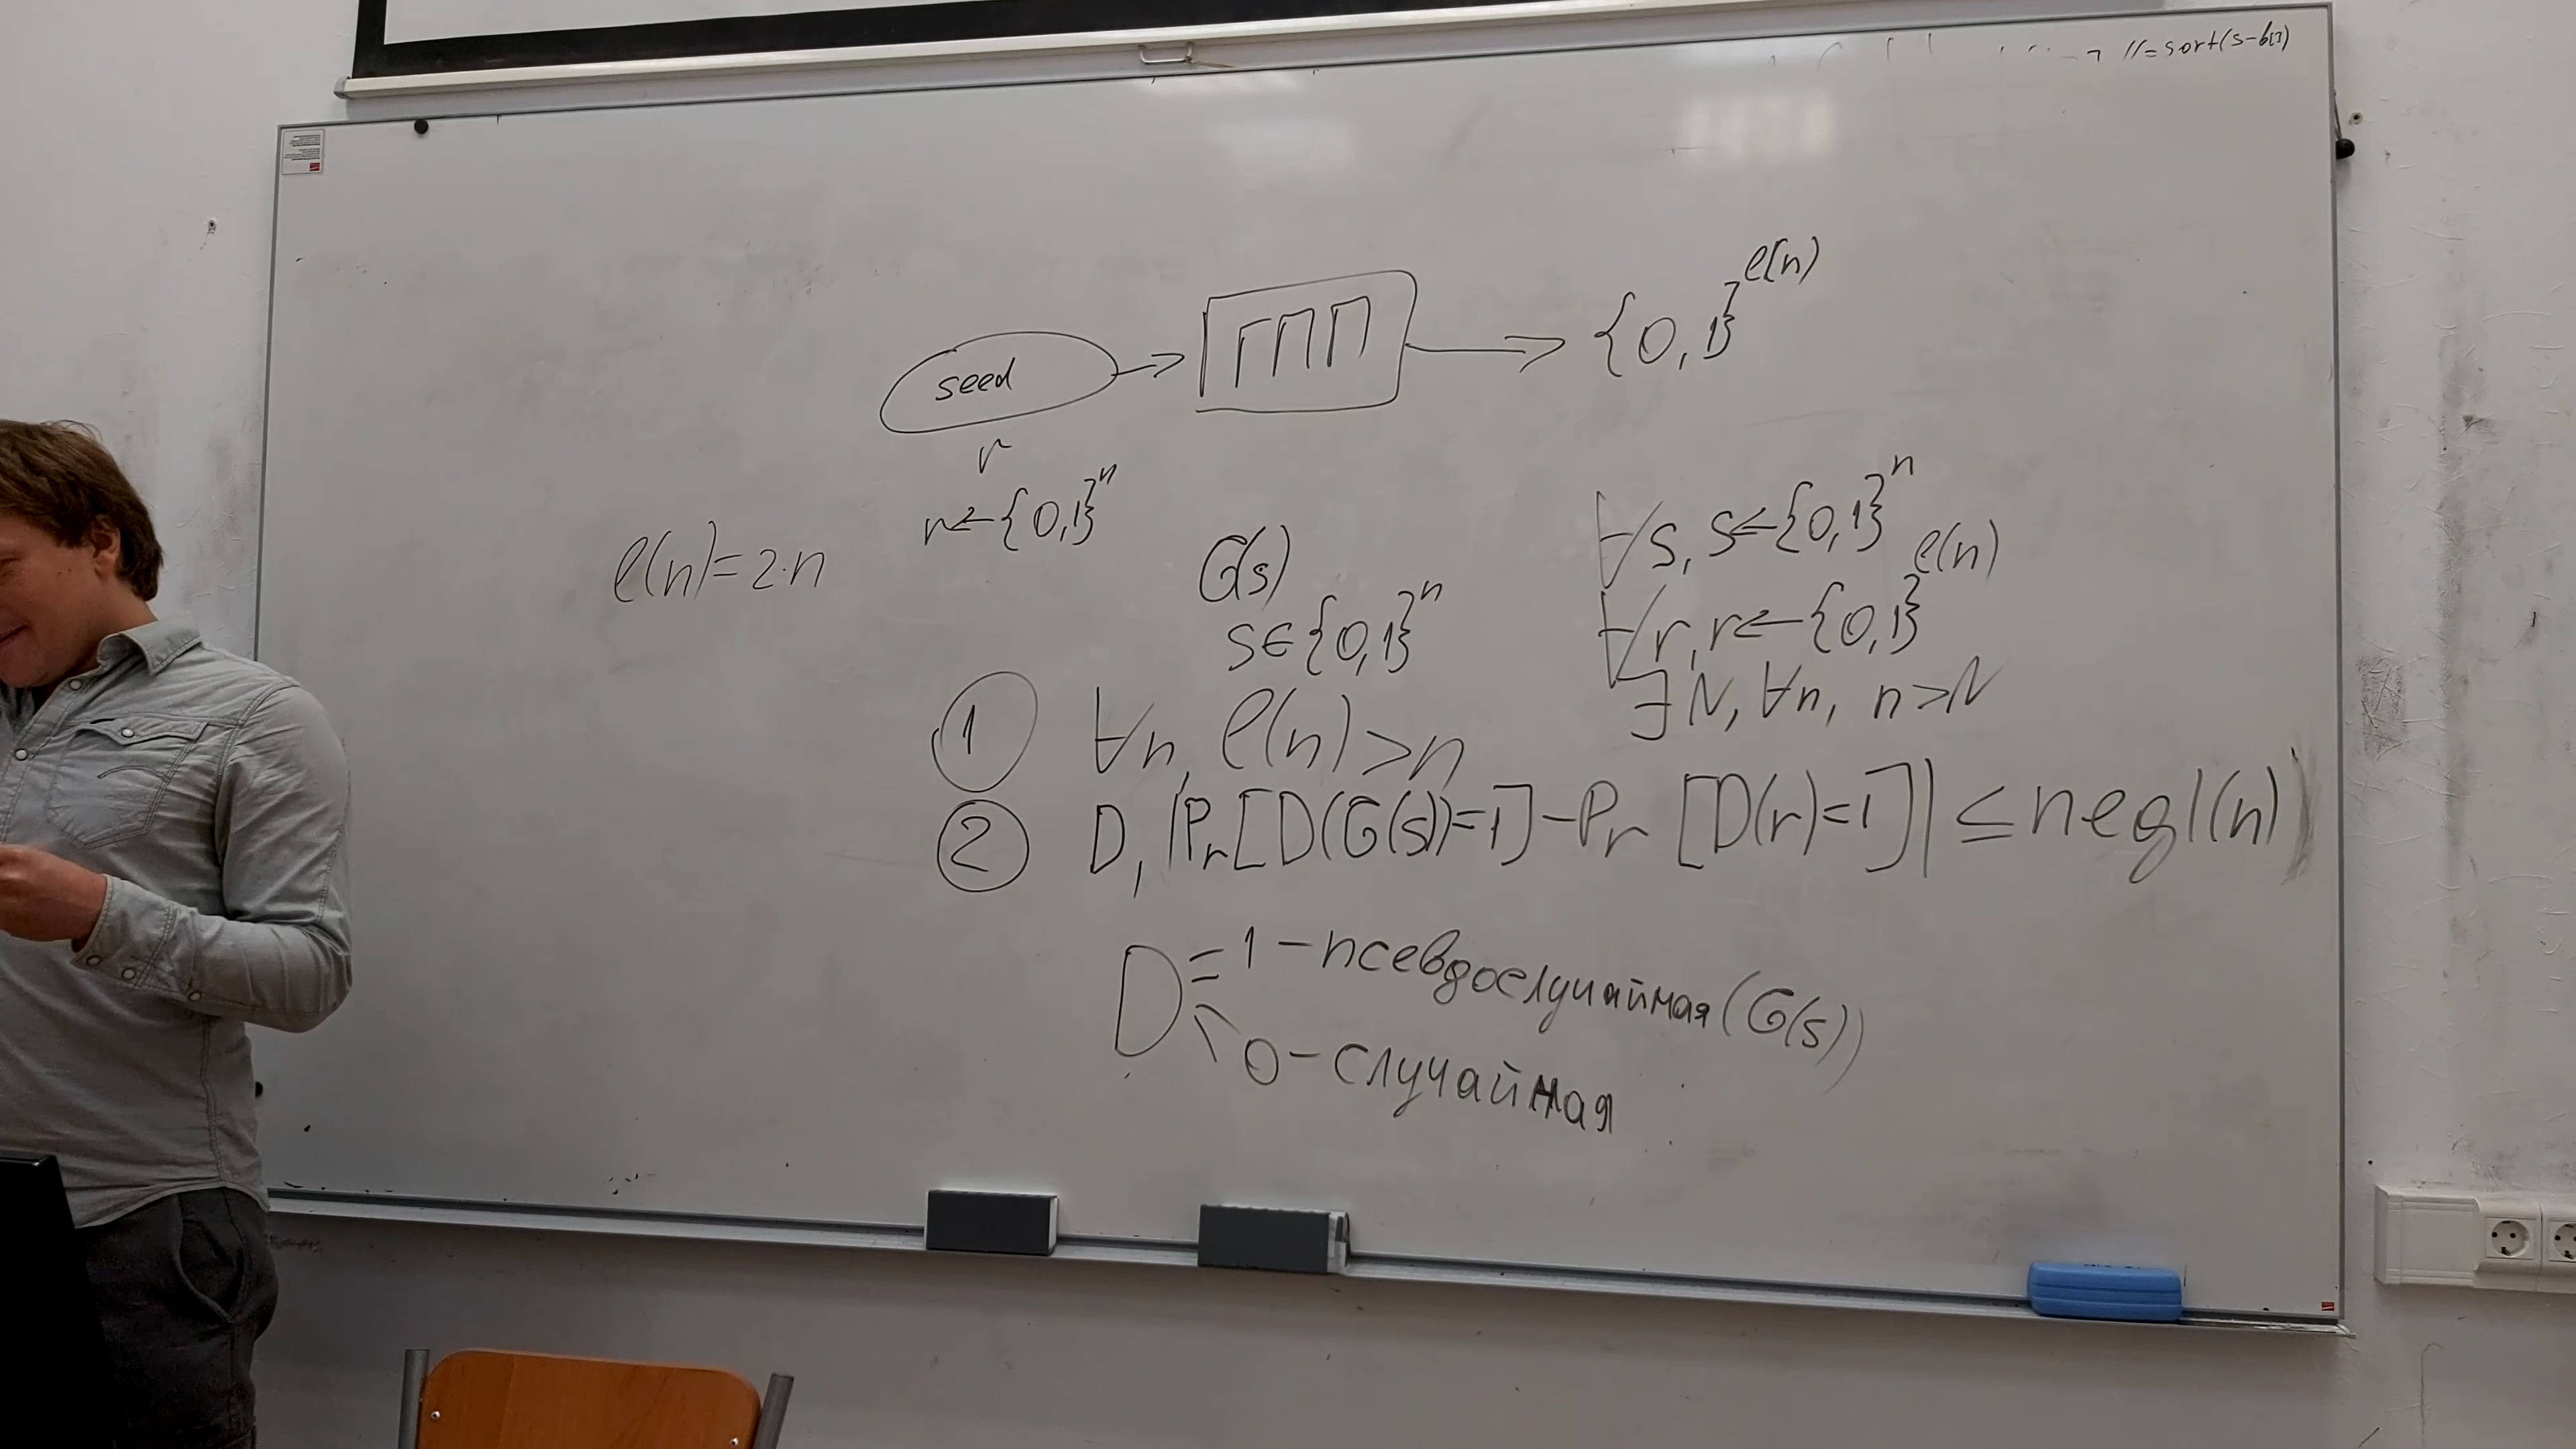 //=sort(s-b[i])
seed → ГПП → {0,1}^ℓ(n)
r
r←{0,1}^n
ℓ(n)=2·n
G(s)
s∈{0,1}^n
∀s, s←{0,1}^n
∀r, r←{0,1}^ℓ(n)
∃N, ∀n, n>N
① ∀n, ℓ(n)>n
② D, |Pr[D(G(s))=1]-Pr[D(r)=1]| ≤ negl(n)
D = 1-псевдослучайная (G(s))
0-случайная